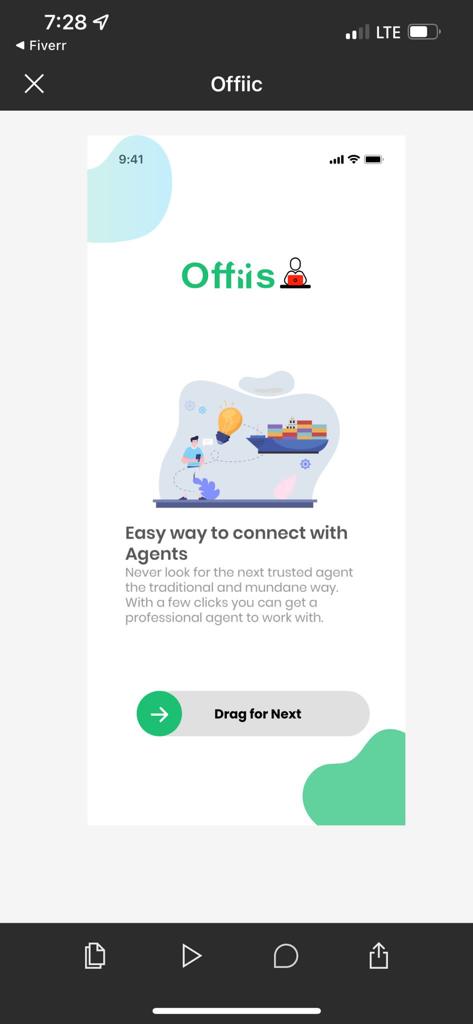 7:28
LTE
◀ Fiverr
Offiic
9:41
Offiis
Easy way to connect with
Agents
Never look for the next trusted agent
the traditional and mundane way.
With a few clicks you can get a
professional agent to work with.
Drag for Next